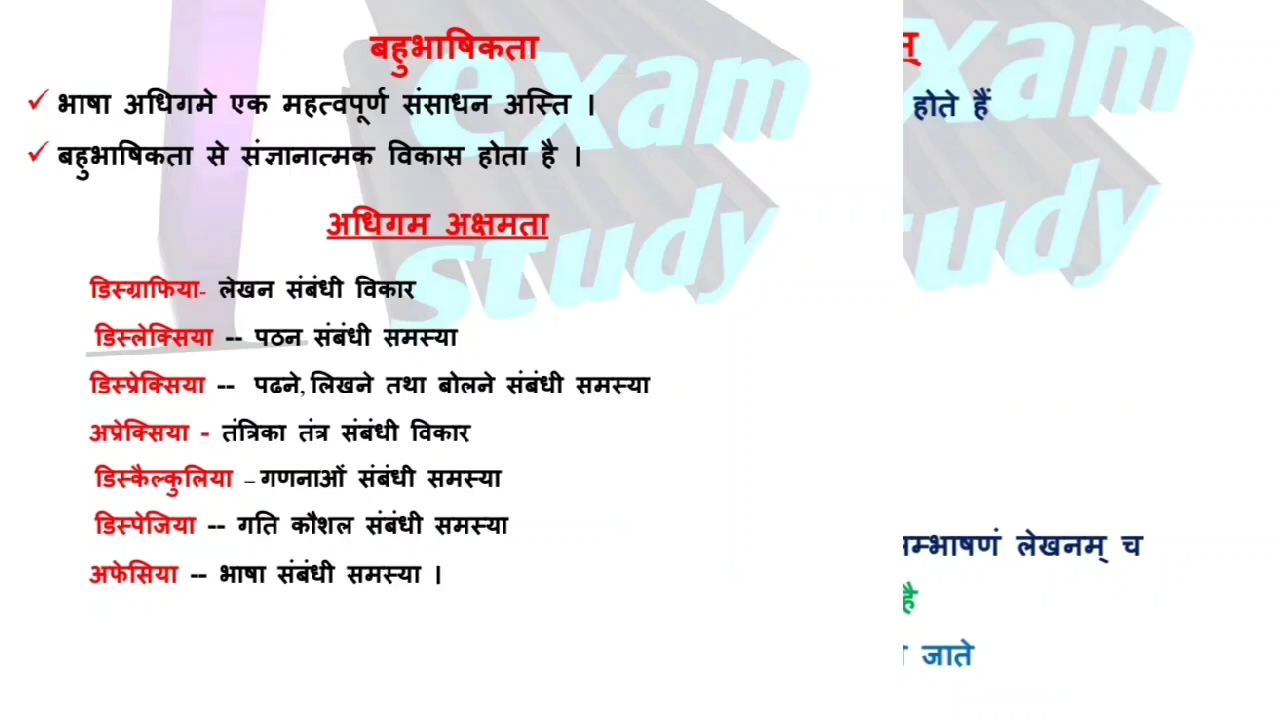 बहुभाषिकता
भाषा अधिगमे एक महत्वपूर्ण संसाधन अस्ति ।
होते हैं
बहुभाषिकता से संज्ञानात्मक विकास होता है ।
अधिगम अक्षमता
डिस्ग्राफिया- लेखन संबंधी विकार
डिस्लेक्सिया -- पठन संबंधी समस्या
डिस्प्रेक्सिया -- पढने, लिखने तथा बोलने संबंधी समस्या
अप्रेक्सिया - तंत्रिका तंत्र संबंधी विकार
डिस्कैल्कुलिया – गणनाओं संबंधी समस्या
डिस्पेजिया -- गति कौशल संबंधी समस्या
अफेसिया -- भाषा संबंधी समस्या ।
म्भाषणं लेखनम् च
है
जाते
exam
study
exam
study